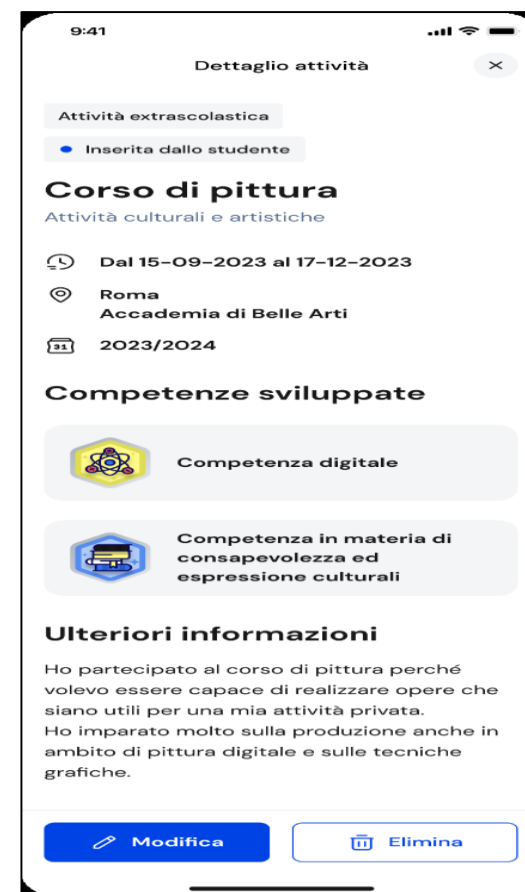 9:41
Dettaglio attività
Attività extrascolastica
Inserita dallo studente
Corso di pittura
Attività culturali e artistiche
Dal 15-09-2023 al 17-12-2023
Roma
Accademia di Belle Arti
31
2023/2024
Competenze sviluppate
Competenza digitale
Competenza in materia di
consapevolezza ed
espressione culturali
Ulteriori informazioni
Ho partecipato al corso di pittura perché
volevo essere capace di realizzare opere che
siano utili per una mia attività privata.
Ho imparato molto sulla produzione anche in
ambito di pittura digitale e sulle tecniche
grafiche.
Modifica
Elimina